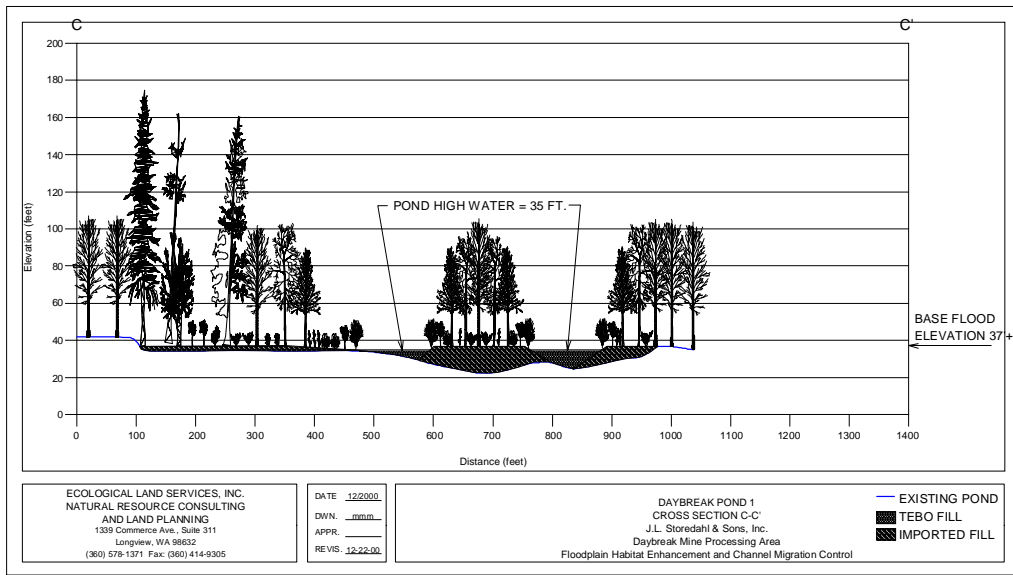 C
C'
200
180
160
140
120
100
80
60
40
20
0
Elevation (feet)
POND HIGH WATER = 35 FT.
BASE FLOOD
ELEVATION 37'+
0 100 200 300 400 500 600 700 800 900 1000 1100 1200 1300 1400
Distance (feet)
ECOLOGICAL LAND SERVICES, INC.
NATURAL RESOURCE CONSULTING
AND LAND PLANNING
1339 Commerce Ave., Suite 311
Longview, WA 98632
(360) 578-1371 Fax: (360) 414-9305
DATE 12/2000
DWN. mmm
APPR.
REVIS. 12-22-00
DAYBREAK POND 1
CROSS SECTION C-C'
J.L. Storedahl & Sons, Inc.
Daybreak Mine Processing Area
Floodplain Habitat Enhancement and Channel Migration Control
EXISTING POND
TEBO FILL
IMPORTED FILL